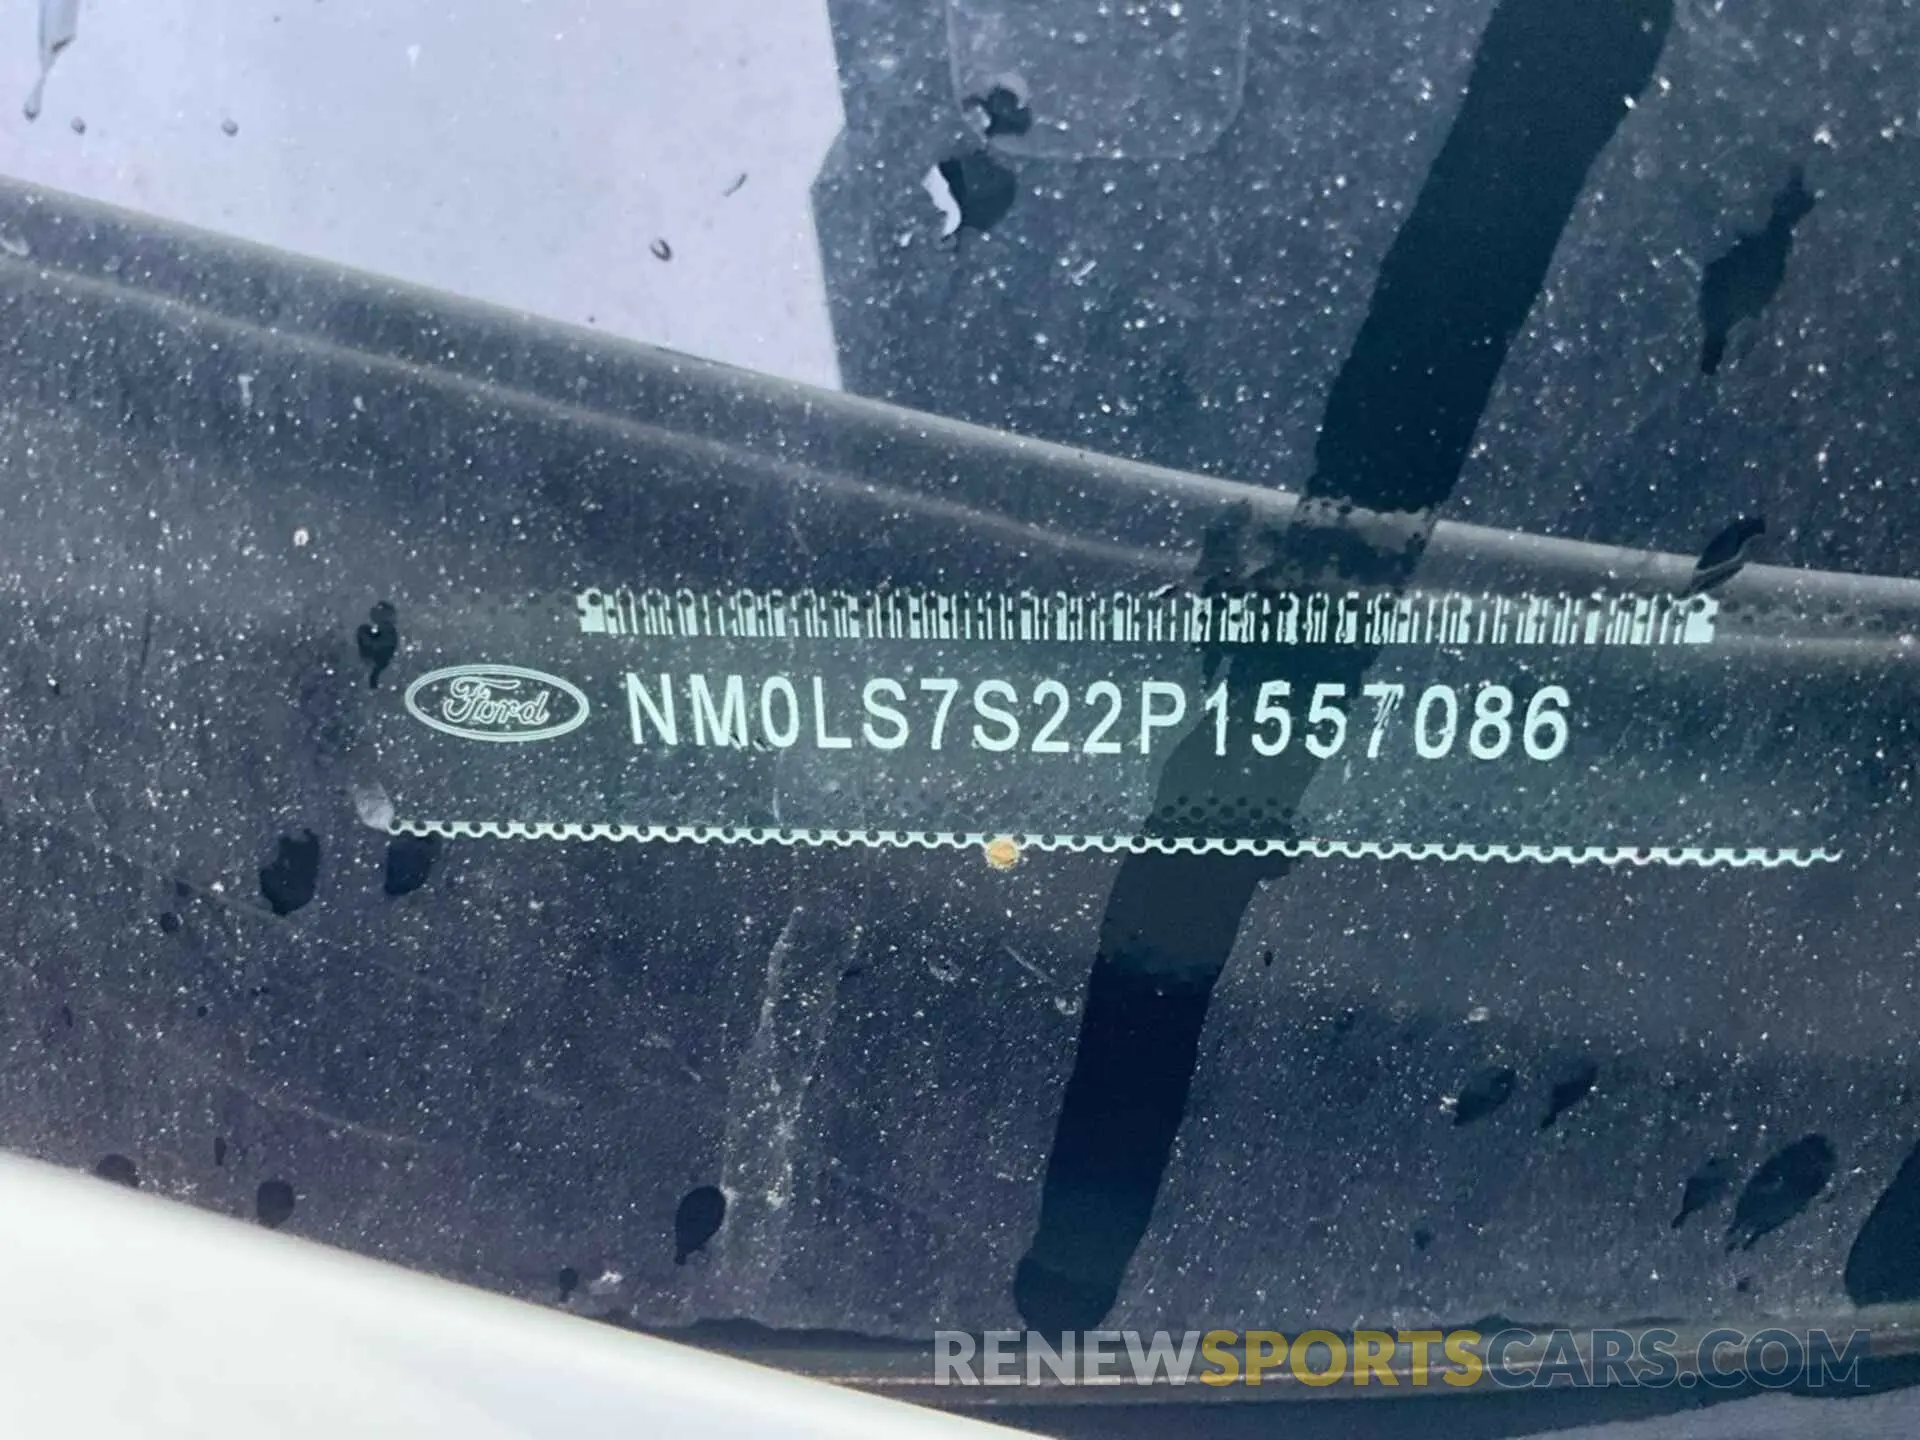 Ford NM0LS7S22P1557086
RENEWSPORTSCARS.COM